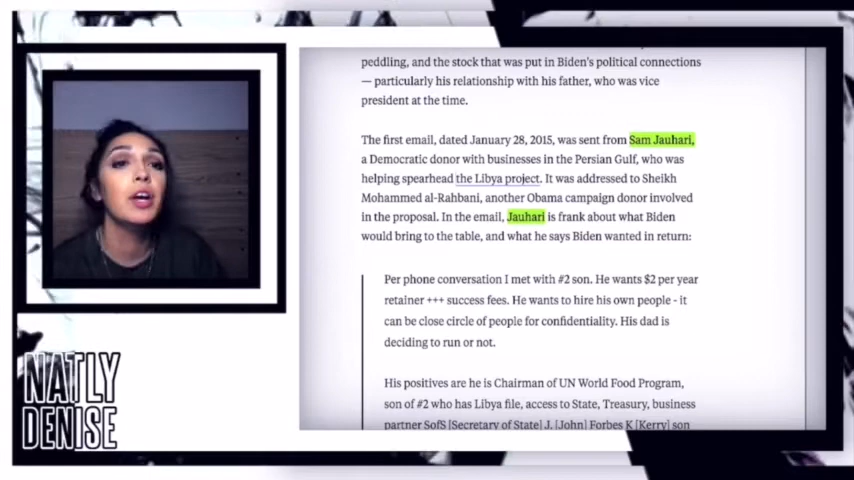 peddling, and the stock that was put in Biden's political connections
— particularly his relationship with his father, who was vice
president at the time.
The first email, dated January 28, 2015, was sent from Sam Jauhari,
a Democratic donor with businesses in the Persian Gulf, who was
helping spearhead the Libya project. It was addressed to Sheikh
Mohammed al-Rahbani, another Obama campaign donor involved
in the proposal. In the email, Jauhari is frank about what Biden
would bring to the table, and what he says Biden wanted in return:
Per phone conversation I met with #2 son. He wants $2 per year
retainer +++ success fees. He wants to hire his own people - it
can be close circle of people for confidentiality. His dad is
deciding to run or not.
His positives are he is Chairman of UN World Food Program,
son of #2 who has Libya file, access to State, Treasury, business
partner SofS [Secretary of State] J. [John] Forbes K [Kerry] son
NATLY
DENISE